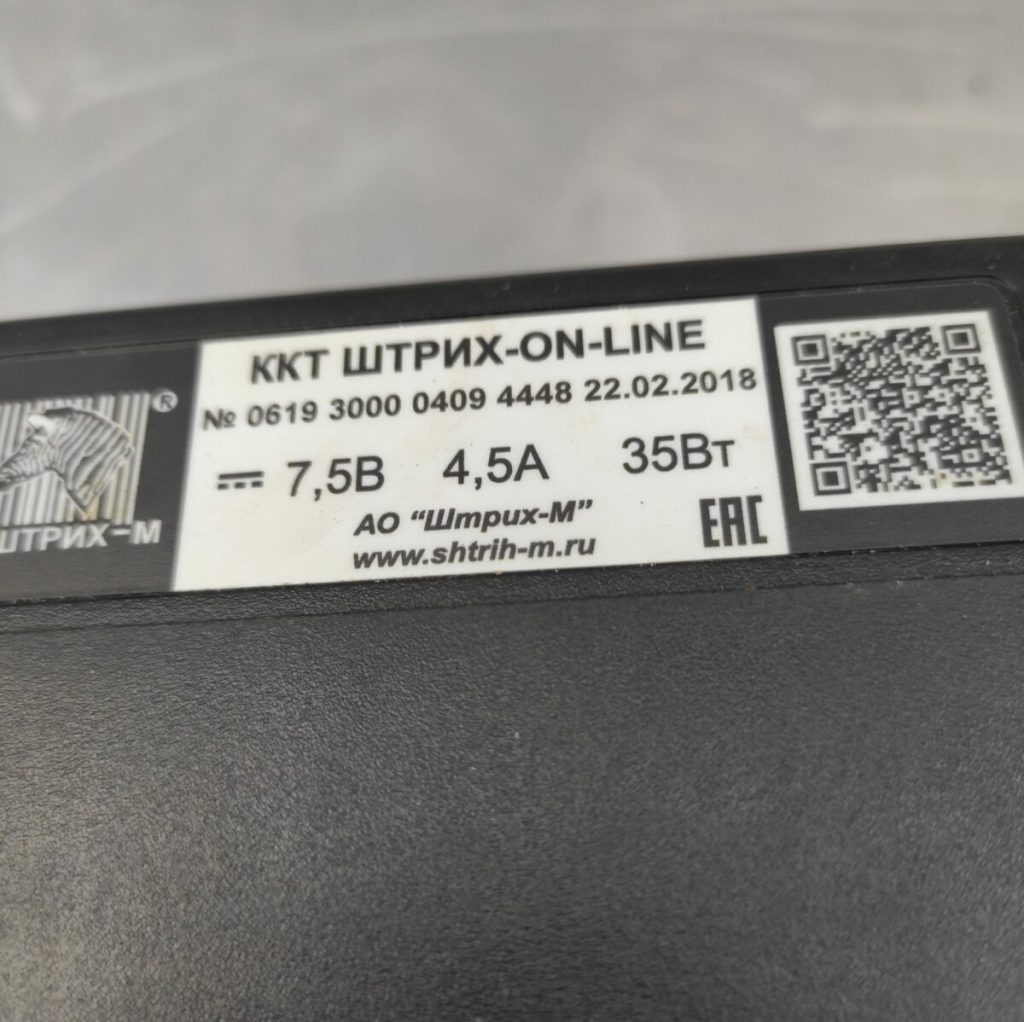 ККТ ШТРИХ-ON-LINE
№ 0619 3000 0409 4448 22.02.2018
7,5В 4,5А 35Вт
АО “Штрих-М”
www.shtrih-m.ru
EAC
®
ШТРИХ-М